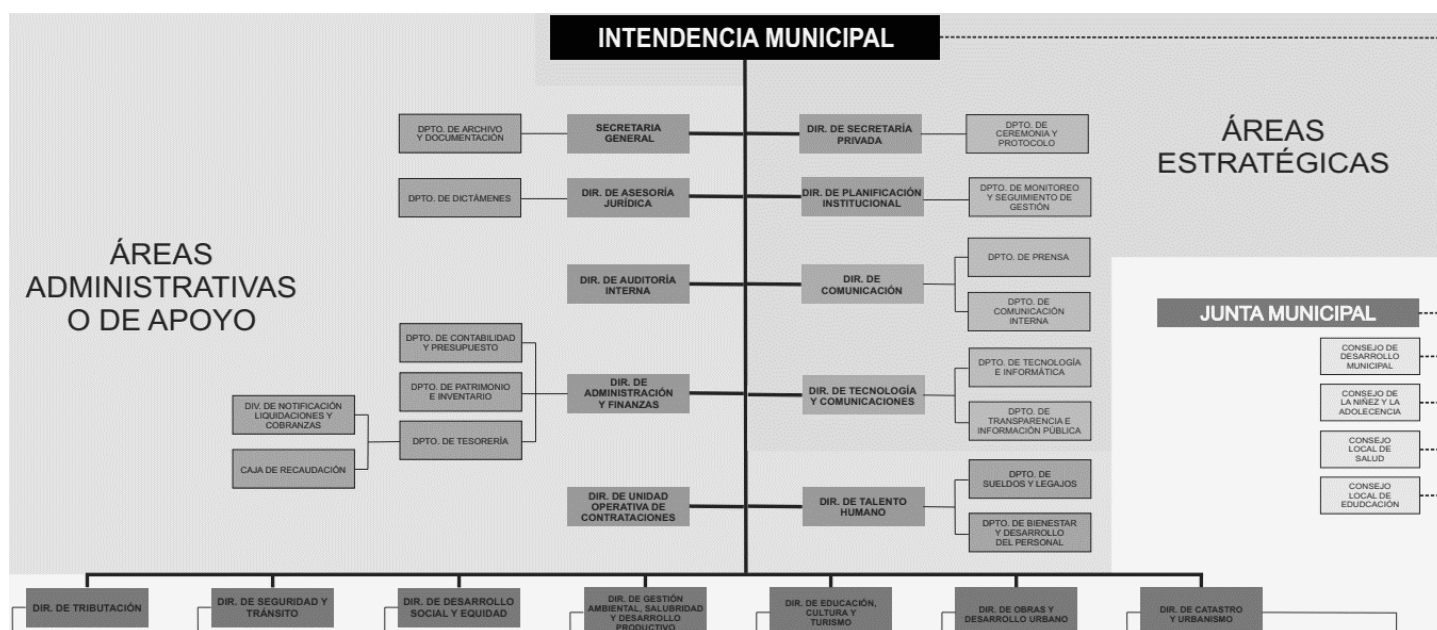 INTENDENCIA MUNICIPAL
DPTO. DE ARCHIVO
Y DOCUMENTACIÓN
SECRETARIA
GENERAL
DIR. DE SECRETARÍA
PRIVADA
DPTO. DE
CEREMONIA Y
PROTOCOLO
ÁREAS
ESTRATÉGICAS
DPTO. DE DICTÁMENES
DIR. DE ASESORÍA
JURÍDICA
DIR. DE PLANIFICACIÓN
INSTITUCIONAL
DPTO. DE MONITOREO
Y SEGUIMIENTO DE
GESTIÓN
ÁREAS
ADMINISTRATIVAS
O DE APOYO
DIR. DE AUDITORÍA
INTERNA
DIR. DE
COMUNICACIÓN
DPTO. DE PRENSA
DPTO. DE
COMUNICACIÓN
INTERNA
JUNTA MUNICIPAL
CONSEJO DE
DESARROLLO
MUNICIPAL
CONSEJO DE
LA NIÑEZ Y LA
ADOLECENCIA
CONSEJO
LOCAL DE
SALUD
CONSEJO
LOCAL DE
EDUDCACIÓN
DPTO. DE CONTABILIDAD
Y PRESUPUESTO
DPTO. DE PATRIMONIO
E INVENTARIO
DPTO. DE TESORERÍA
DIV. DE NOTIFICACIÓN
LIQUIDACIONES Y
COBRANZAS
CAJA DE RECAUDACIÓN
DIR. DE
ADMINISTRACIÓN
Y FINANZAS
DIR. DE TECNOLOGÍA
Y COMUNICACIONES
DPTO. DE TECNOLOGÍA
E INFORMÁTICA
DPTO. DE
TRANSPARENCIA E
INFORMACIÓN PÚBLICA
DIR. DE UNIDAD
OPERATIVA DE
CONTRATACIONES
DIR. DE TALENTO
HUMANO
DPTO. DE
SUELDOS Y LEGAJOS
DPTO. DE BIENESTAR
Y DESARROLLO
DEL PERSONAL
DIR. DE TRIBUTACIÓN
DIR. DE SEGURIDAD Y
TRÁNSITO
DIR. DE DESARROLLO
SOCIAL Y EQUIDAD
DIR. DE GESTIÓN
AMBIENTAL, SALUBRIDAD
Y DESARROLLO
PRODUCTIVO
DIR. DE EDUCACIÓN,
CULTURA Y
TURISMO
DIR. DE OBRAS Y
DESARROLLO URBANO
DIR. DE CATASTRO
Y URBANISMO